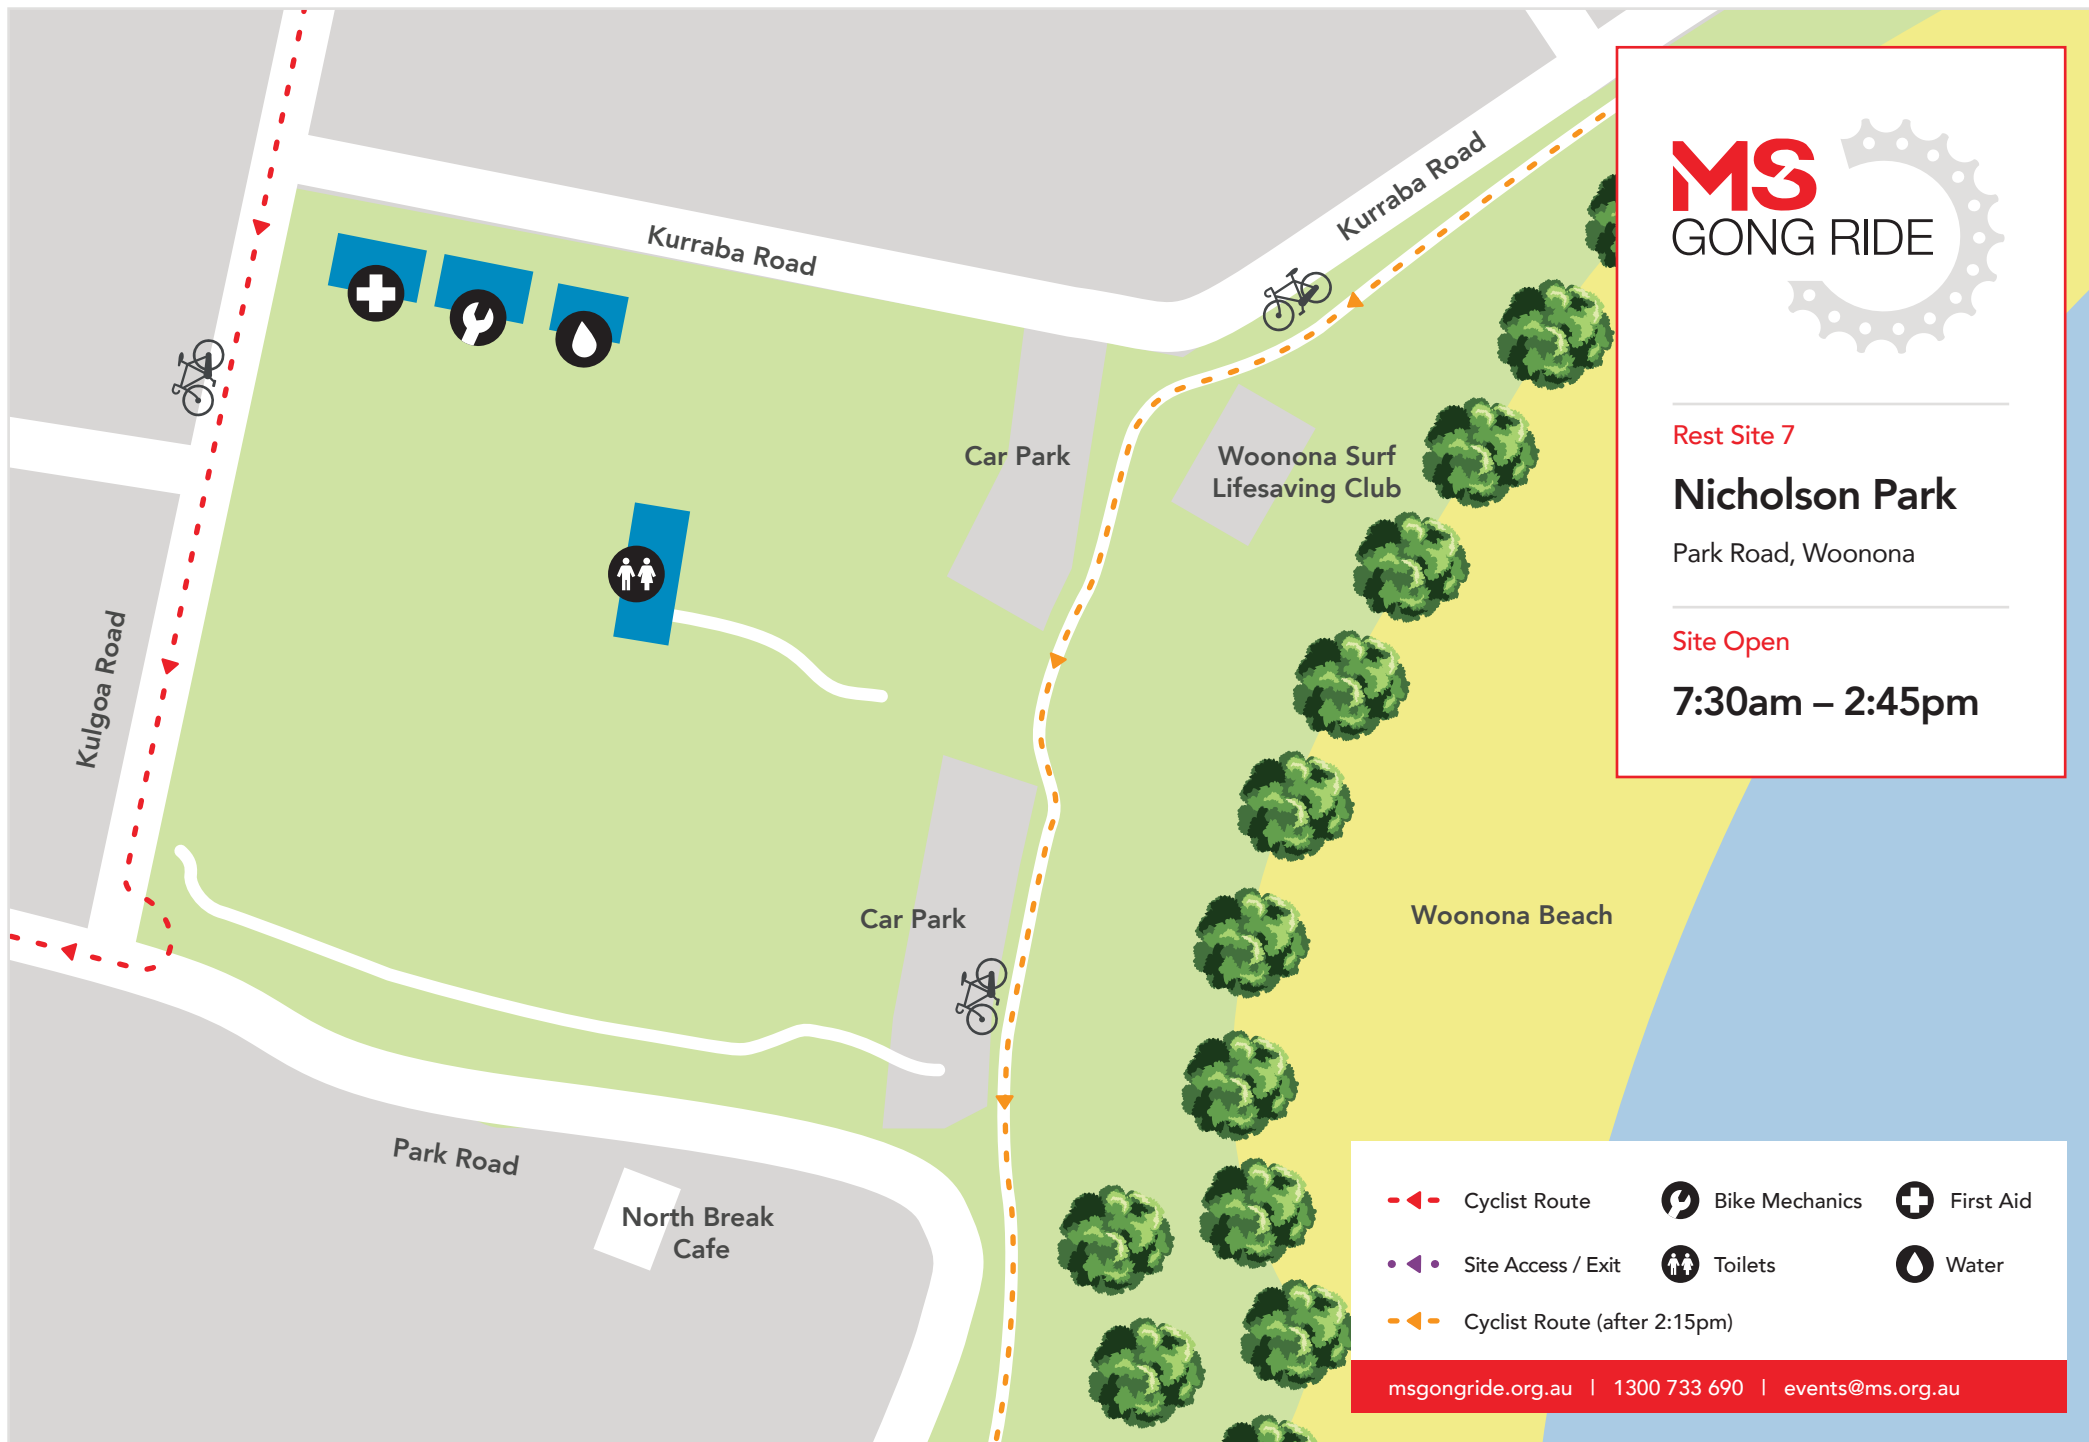 Kurraba Road
Kurraba Road
MS
GONG RIDE
Rest Site 7
Nicholson Park
Park Road, Woonona
Site Open
7:30am – 2:45pm
Car Park
Woonona Surf
Lifesaving Club
Kulgoa Road
Car Park
Woonona Beach
Park Road
North Break
Cafe
Cyclist Route
Bike Mechanics
First Aid
Site Access / Exit
Toilets
Water
Cyclist Route (after 2:15pm)
msgongride.org.au | 1300 733 690 | events@ms.org.au